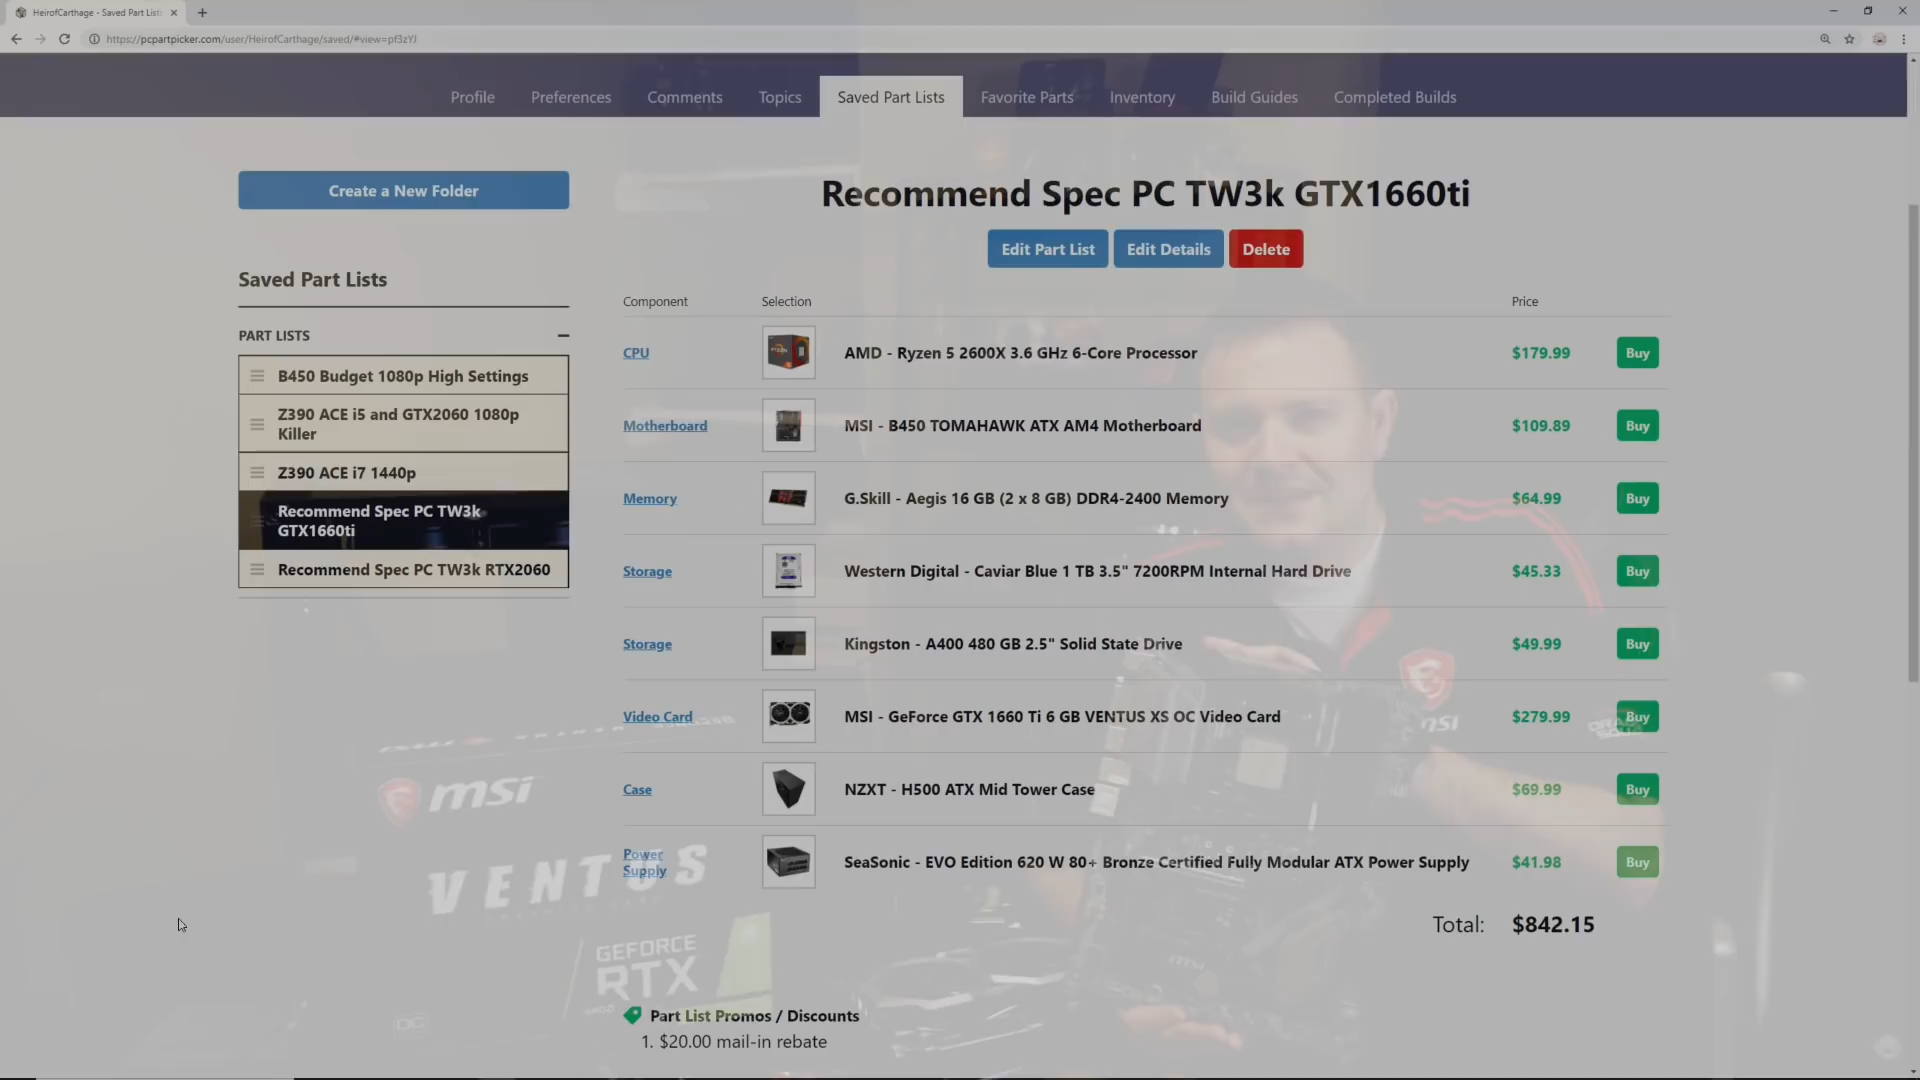 HeirofCarthage - Saved Part List
https://pcpartpicker.com/user/HeirofCarthage/saved/#view=pf3zYJ
Profile
Preferences
Comments
Topics
Saved Part Lists
Favorite Parts
Inventory
Build Guides
Completed Builds
Create a New Folder
Saved Part Lists
PART LISTS
B450 Budget 1080p High Settings
Z390 ACE i5 and GTX2060 1080p
Killer
Z390 ACE i7 1440p
Recommend Spec PC TW3k
GTX1660ti
Recommend Spec PC TW3k RTX2060
Recommend Spec PC TW3k GTX1660ti
Edit Part List
Edit Details
Delete
Component Selection Price
CPU AMD - Ryzen 5 2600X 3.6 GHz 6-Core Processor $179.99 Buy
Motherboard MSI - B450 TOMAHAWK ATX AM4 Motherboard $109.89 Buy
Memory G.Skill - Aegis 16 GB (2 x 8 GB) DDR4-2400 Memory $64.99 Buy
Storage Western Digital - Caviar Blue 1 TB 3.5" 7200RPM Internal Hard Drive $45.33 Buy
Storage Kingston - A400 480 GB 2.5" Solid State Drive $49.99 Buy
Video Card MSI - GeForce GTX 1660 Ti 6 GB VENTUS XS OC Video Card $279.99 Buy
Case NZXT - H500 ATX Mid Tower Case $69.99 Buy
Power
Supply SeaSonic - EVO Edition 620 W 80+ Bronze Certified Fully Modular ATX Power Supply $41.98 Buy
Total: $842.15
Part List Promos / Discounts
1. $20.00 mail-in rebate
msi
VENTUS
GEFORCE
RTX
OC
msi